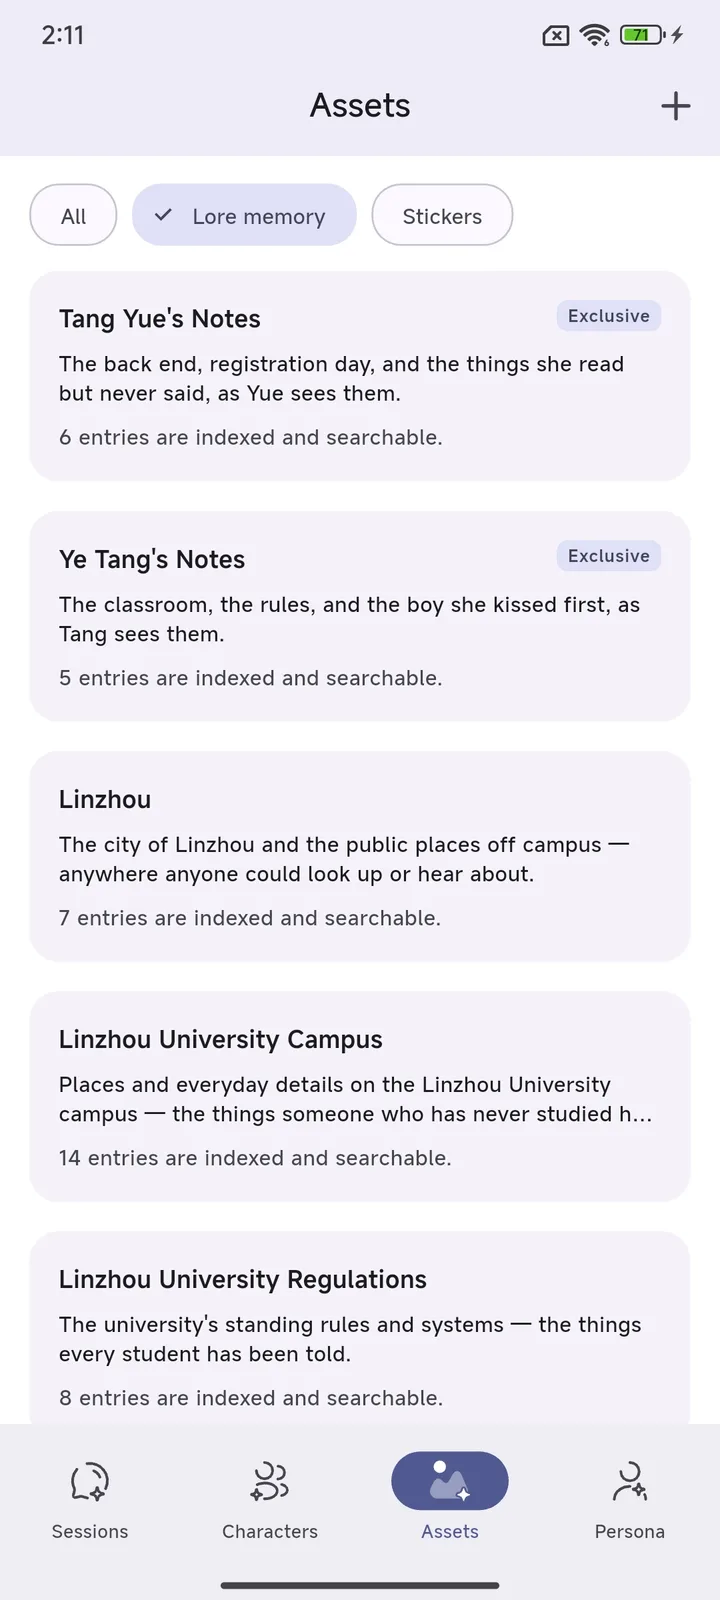 2:11
71
Assets
All
Lore memory
Stickers
Tang Yue's Notes
Exclusive
The back end, registration day, and the things she read
but never said, as Yue sees them.
6 entries are indexed and searchable.
Ye Tang's Notes
Exclusive
The classroom, the rules, and the boy she kissed first, as
Tang sees them.
5 entries are indexed and searchable.
Linzhou
The city of Linzhou and the public places off campus —
anywhere anyone could look up or hear about.
7 entries are indexed and searchable.
Linzhou University Campus
Places and everyday details on the Linzhou University
campus — the things someone who has never studied h...
14 entries are indexed and searchable.
Linzhou University Regulations
The university's standing rules and systems — the things
every student has been told.
8 entries are indexed and searchable.
Sessions
Characters
Assets
Persona